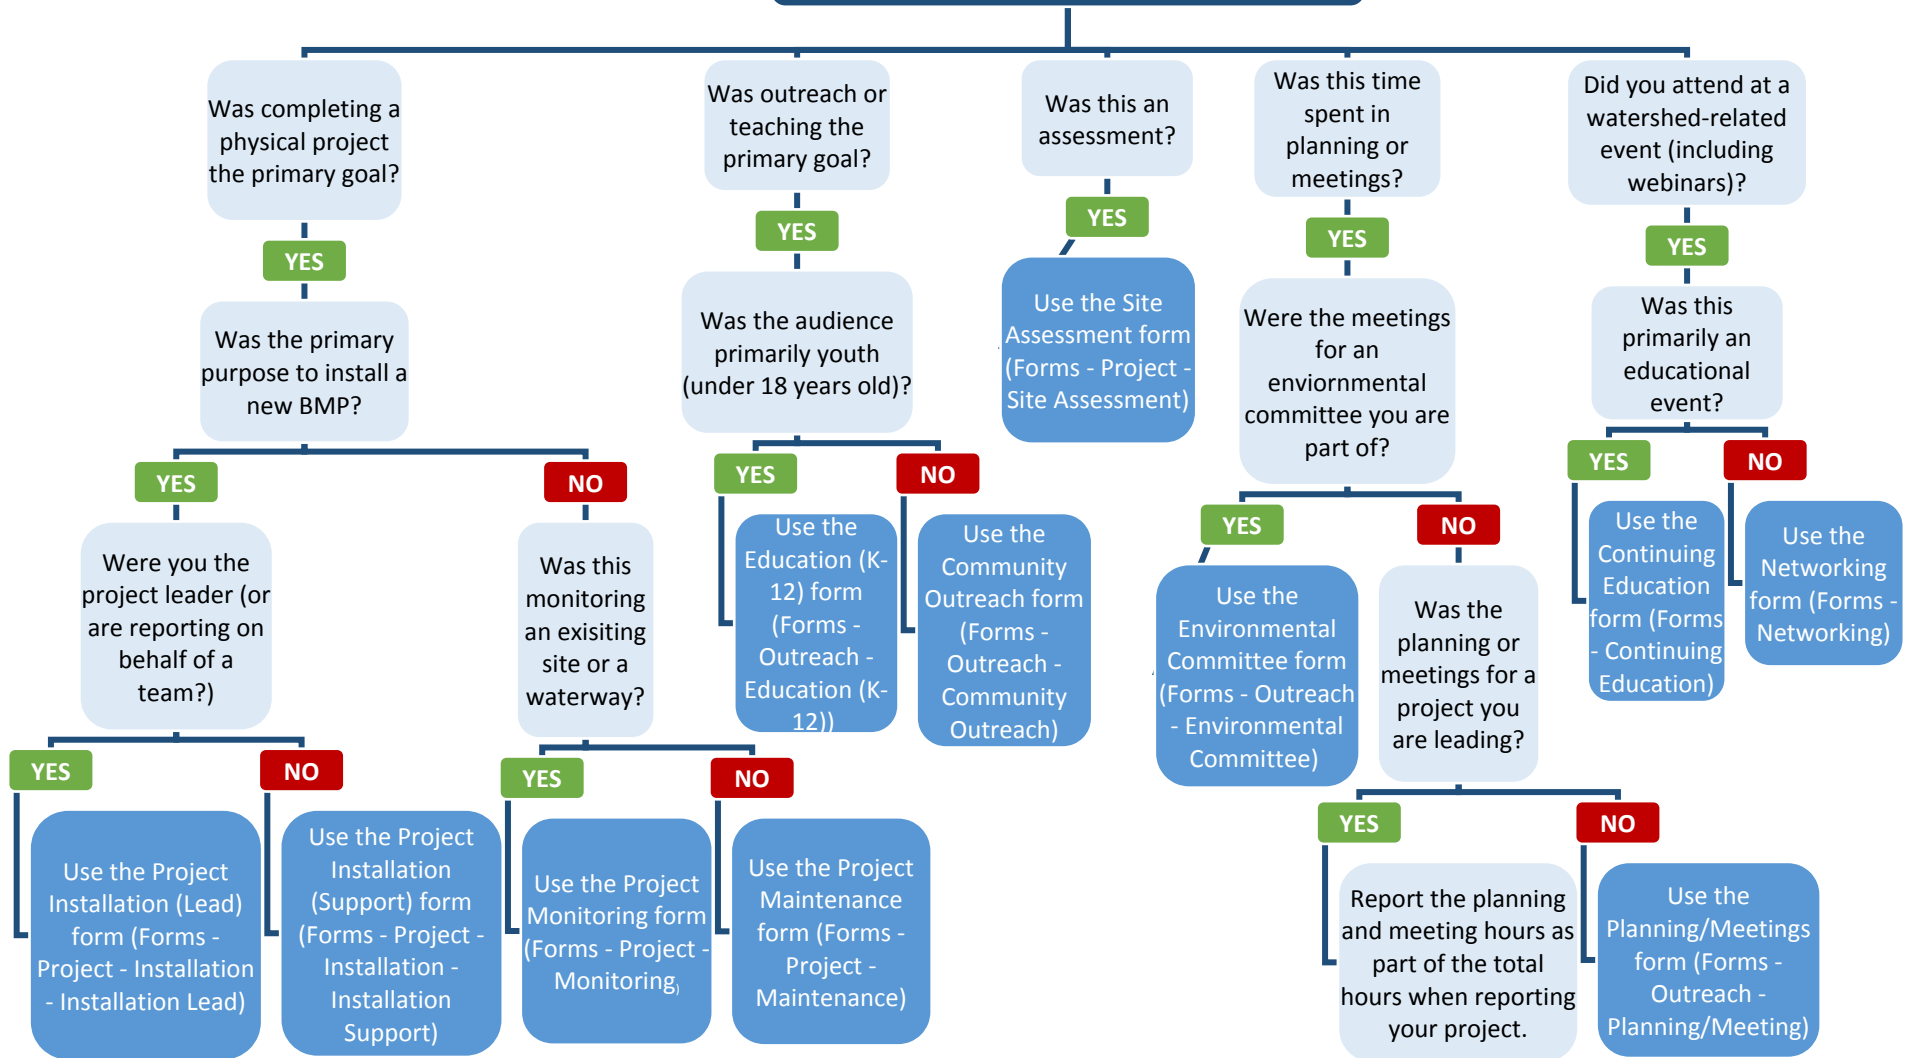 Was completing a
physical project
the primary goal?
YES
Was the primary
purpose to install a
new BMP?
YES
Were you the
project leader (or
are reporting on
behalf of a
team?)
YES
Use the Project
Installation (Lead)
form (Forms -
Project - Installation
- Installation Lead)
NO
Use the Project
Installation
(Support) form
(Forms - Project -
Installation -
Installation
Support)
NO
Was this
monitoring
an exisiting
site or a
waterway?
YES
Use the Project
Monitoring form
(Forms - Project -
Monitoring)
NO
Use the Project
Maintenance
form (Forms -
Project -
Maintenance)
Was outreach or
teaching the
primary goal?
YES
Was the audience
primarily youth
(under 18 years old)?
YES
Use the
Education (K-
12) form
(Forms -
Outreach -
Education (K-
12))
NO
Use the
Community
Outreach form
(Forms -
Outreach -
Community
Outreach)
Was this an
assessment?
YES
Use the Site
Assessment form
(Forms - Project -
Site Assessment)
Was this time
spent in
planning or
meetings?
YES
Were the meetings
for an
enviornmental
committee you are
part of?
YES
Use the
Environmental
Committee form
(Forms - Outreach
- Environmental
Committee)
NO
Was the
planning or
meetings for a
project you
are leading?
YES
Report the planning
and meeting hours as
part of the total
hours when reporting
your project.
NO
Use the
Planning/Meetings
form (Forms -
Outreach -
Planning/Meeting)
Did you attend at a
watershed-related
event (including
webinars)?
YES
Was this
primarily an
educational
event?
YES
Use the
Continuing
Education
form (Forms
- Continuing
Education)
NO
Use the
Networking
form (Forms -
Networking)